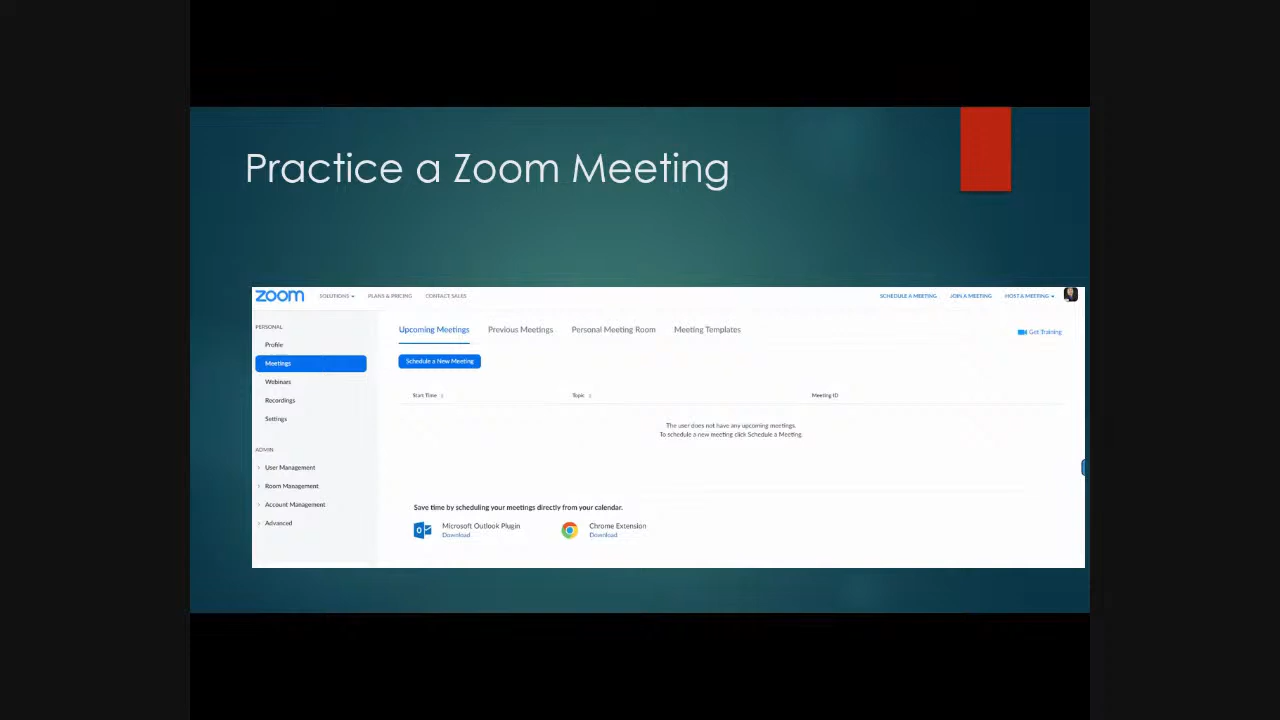 Practice a Zoom Meeting
zoom SOLUTIONS PLANS & PRICING CONTACT SALES SCHEDULE A MEETING JOIN A MEETING HOST A MEETING
PERSONAL
Profile
Meetings
Webinars
Recordings
Settings
ADMIN
User Management
Room Management
Account Management
Advanced
Upcoming Meetings Previous Meetings Personal Meeting Room Meeting Templates Get Training
Schedule a New Meeting
Start Time Topic Meeting ID
The user does not have any upcoming meetings.
To schedule a new meeting click Schedule a Meeting.
Save time by scheduling your meetings directly from your calendar.
Microsoft Outlook Plugin
Download
Chrome Extension
Download